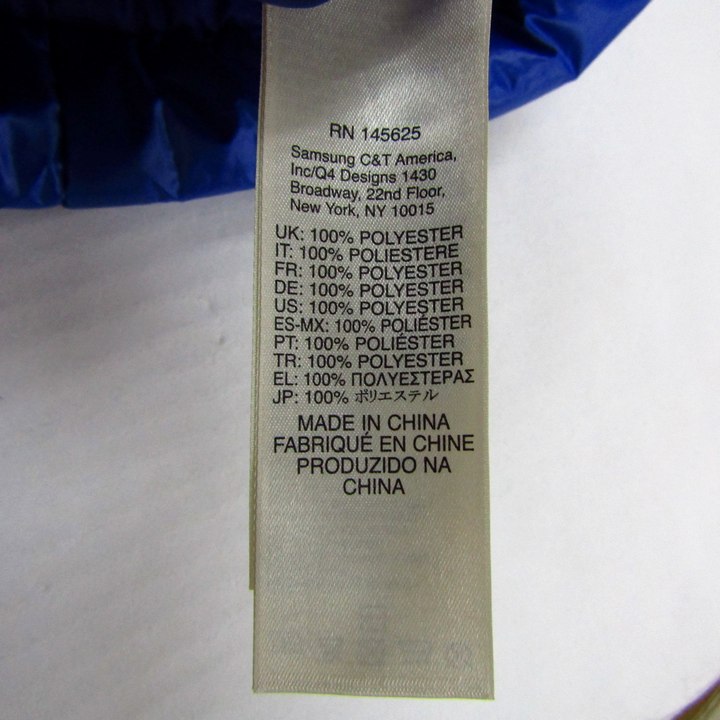 RN 145625
Samsung C&T America,
Inc/Q4 Designs 1430
Broadway, 22nd Floor,
New York, NY 10015
UK: 100% POLYESTER
IT: 100% POLIESTERE
FR: 100% POLYESTER
DE: 100% POLYESTER
US: 100% POLYESTER
ES-MX: 100% POLIÉSTER
PT: 100% POLIÉSTER
TR: 100% POLYESTER
EL: 100% ΠΟΛΥΕΣΤΕΡΑΣ
JP: 100% ポリエステル
MADE IN CHINA
FABRIQUÉ EN CHINE
PRODUZIDO NA
CHINA